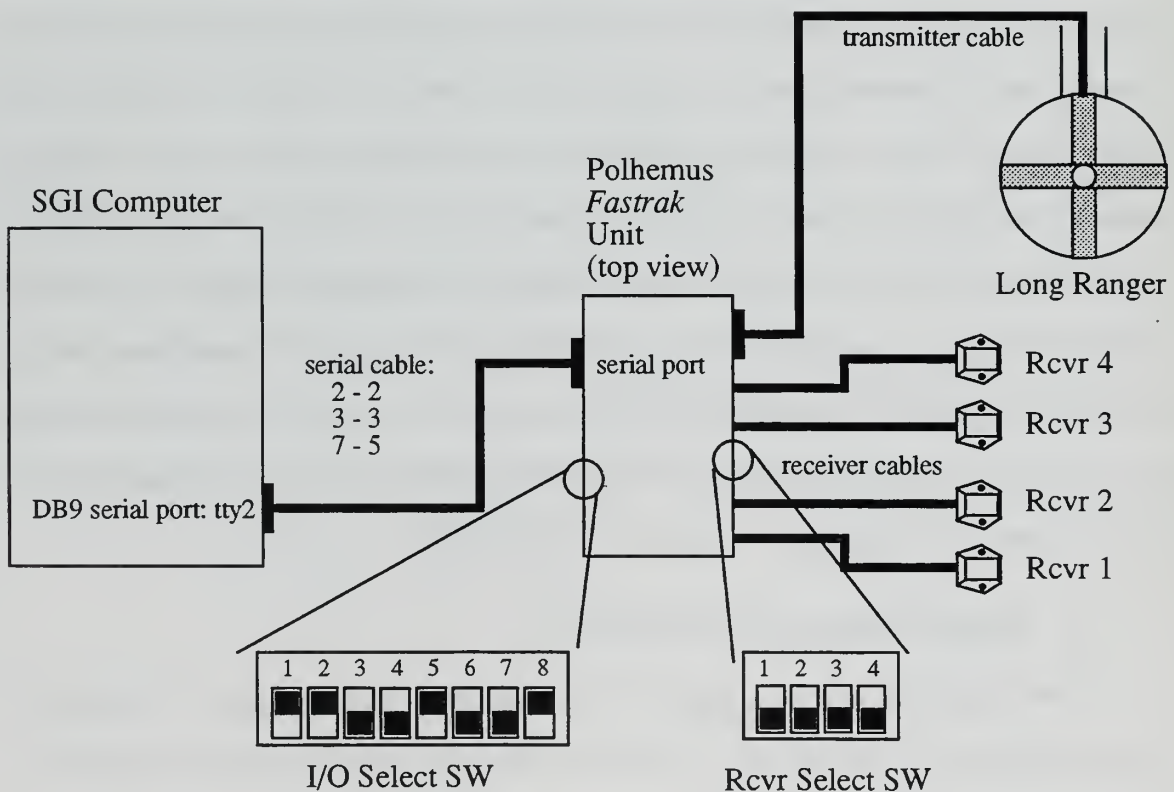 transmitter cable
Polhemus
Fastrak
Unit
(top view)
SGI Computer
Long Ranger
serial cable:
2 - 2
3 - 3
7 - 5
serial port
Rcvr 4
Rcvr 3
receiver cables
DB9 serial port: tty2
Rcvr 2
Rcvr 1
1 2 3 4 5 6 7 8
I/O Select SW
1 2 3 4
Rcvr Select SW